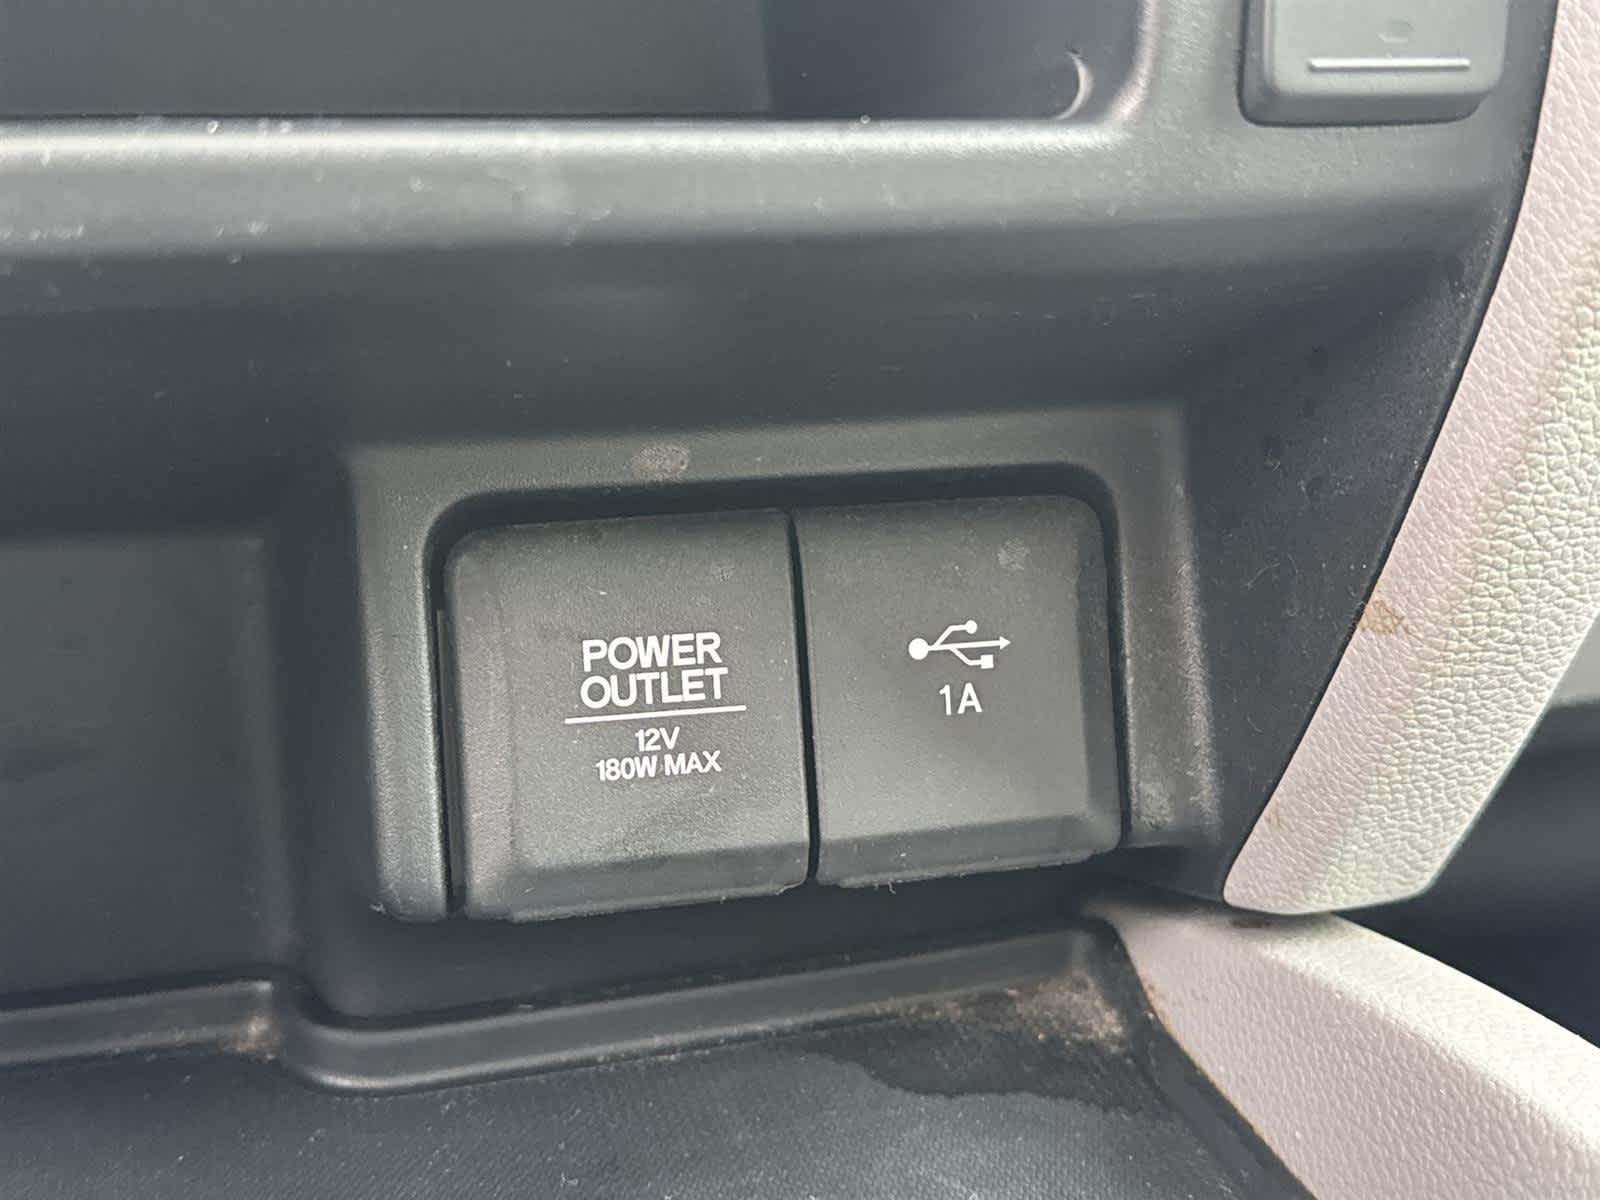 POWER
OUTLET
12V
180W MAX
1A